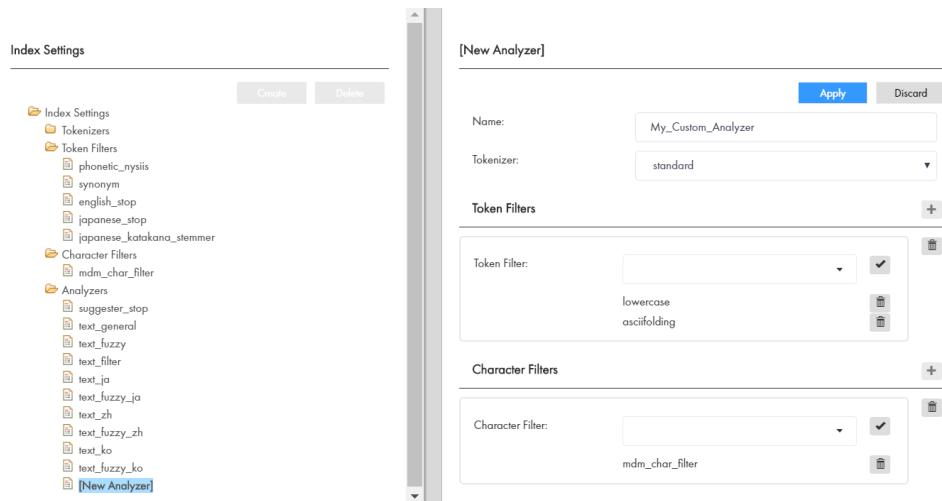 Index Settings
Create Delete
Index Settings
Tokenizers
Token Filters
phonetic_nysiis
synonym
english_stop
japanese_stop
japanese_katakana_stemmer
Character Filters
mdm_char_filter
Analyzers
suggester_stop
text_general
text_fuzzy
text_filter
text_ja
text_fuzzy_ja
text_zh
text_fuzzy_zh
text_ko
text_fuzzy_ko
[New Analyzer]
[New Analyzer]
Apply Discard
Name: My_Custom_Analyzer
Tokenizer: standard
Token Filters
Token Filter:
lowercase
asciifolding
Character Filters
Character Filter:
mdm_char_filter